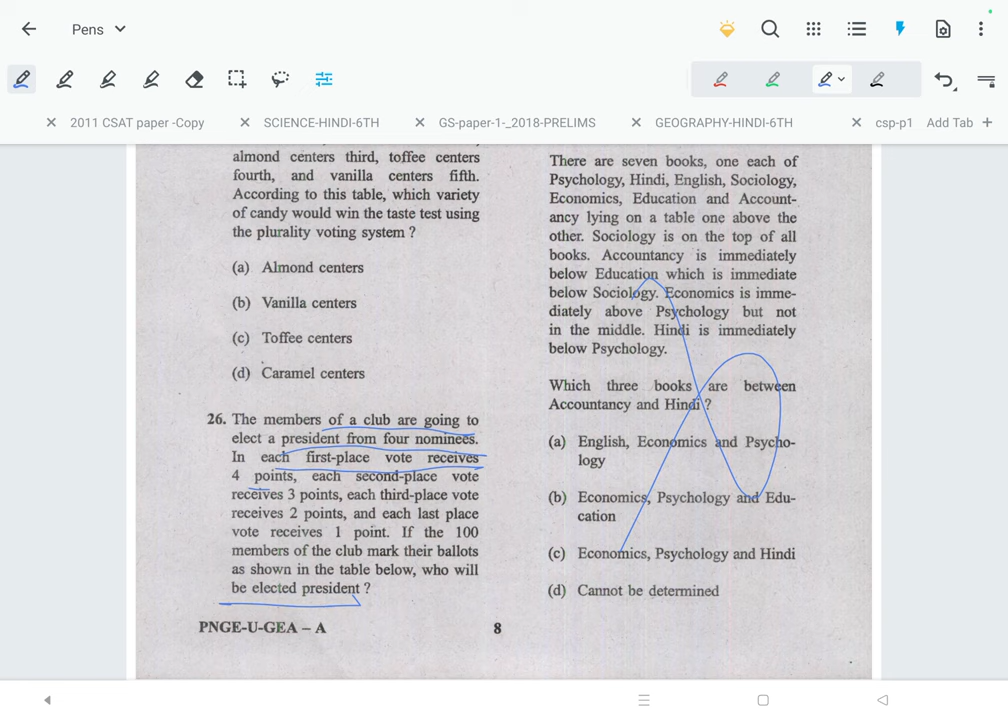 Pens
2011 CSAT paper -Copy
SCIENCE-HINDI-6TH
GS-paper-1-_2018-PRELIMS
GEOGRAPHY-HINDI-6TH
csp-p1
Add Tab
almond centers third, toffee centers
fourth, and vanilla centers fifth.
According to this table, which variety
of candy would win the taste test using
the plurality voting system ?
(a) Almond centers
(b) Vanilla centers
(c) Toffee centers
(d) Caramel centers
26. The members of a club are going to
elect a president from four nominees.
In each first-place vote receives
4 points, each second-place vote
receives 3 points, each third-place vote
receives 2 points, and each last place
vote receives 1 point. If the 100
members of the club mark their ballots
as shown in the table below, who will
be elected president ?
There are seven books, one each of
Psychology, Hindi, English, Sociology,
Economics, Education and Account-
ancy lying on a table one above the
other. Sociology is on the top of all
books. Accountancy is immediately
below Education which is immediate
below Sociology. Economics is imme-
diately above Psychology but not
in the middle. Hindi is immediately
below Psychology.
Which three books are between
Accountancy and Hindi ?
(a) English, Economics and Psycho-
logy
(b) Economics, Psychology and Edu-
cation
(c) Economics, Psychology and Hindi
(d) Cannot be determined
PNGE-U-GEA – A
8